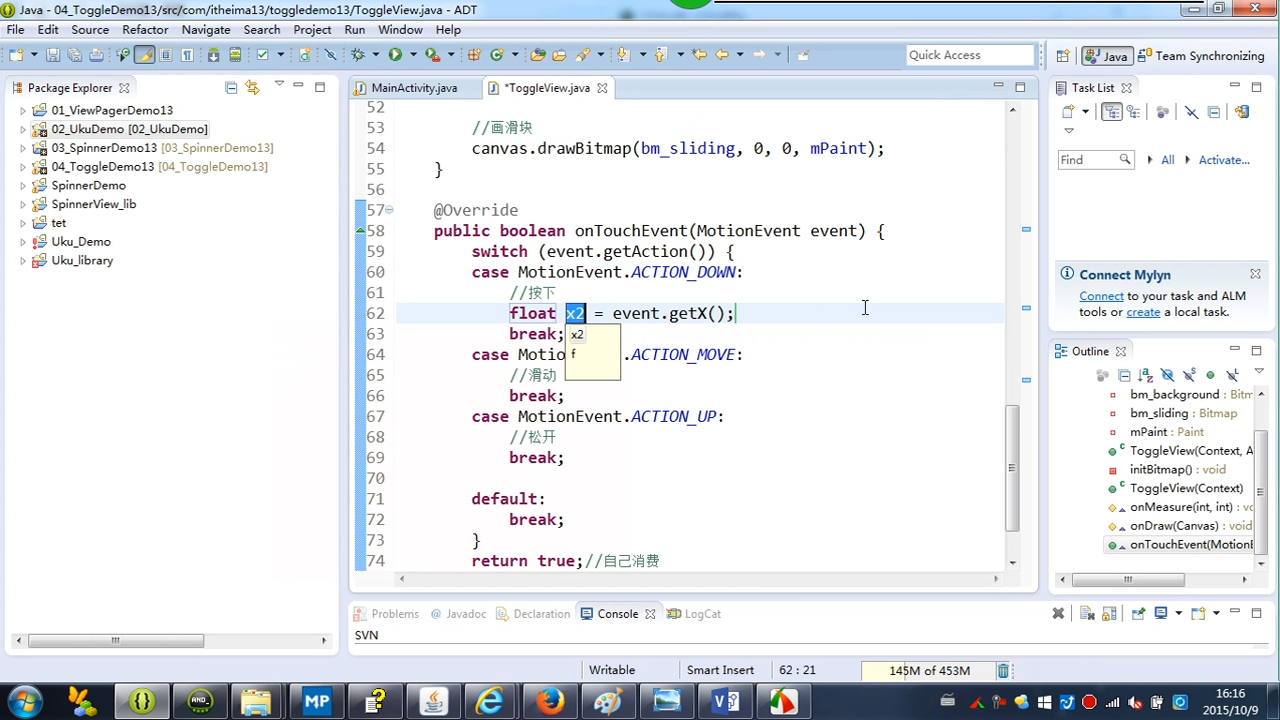 Java - 04_ToggleDemo13/src/com/itheima13/toggledemo13/ToggleView.java - ADT
File Edit Source Refactor Navigate Search Project Run Window Help
Quick Access
Java
Team Synchronizing
Package Explorer
01_ViewPagerDemo13
02_UkuDemo [02_UkuDemo]
03_SpinnerDemo13 [03_SpinnerDemo13]
04_ToggleDemo13 [04_ToggleDemo13]
SpinnerDemo
SpinnerView_lib
tet
Uku_Demo
Uku_library
MainActivity.java
*ToggleView.java
52
53 //画滑块
54 canvas.drawBitmap(bm_sliding, 0, 0, mPaint);
55 }
56
57 @Override
58 public boolean onTouchEvent(MotionEvent event) {
59 switch (event.getAction()) {
60 case MotionEvent.ACTION_DOWN:
61 //按下
62 float x2 = event.getX();
63 break;
x2
f
64 case Motio .ACTION_MOVE:
65 //滑动
66 break;
67 case MotionEvent.ACTION_UP:
68 //松开
69 break;
70
71 default:
72 break;
73 }
74 return true;//自己消费
Task List
Find
All
Activate...
Connect Mylyn
Connect to your task and ALM
tools or create a local task.
Outline
bm_background : Bitm
bm_sliding : Bitmap
mPaint : Paint
ToggleView(Context, A
initBitmap() : void
ToggleView(Context)
onMeasure(int, int) : vo
onDraw(Canvas) : void
onTouchEvent(MotionE
Problems
@ Javadoc
Declaration
Console
LogCat
SVN
Writable
Smart Insert
62 : 21
145M of 453M
MP
16:16
2015/10/9